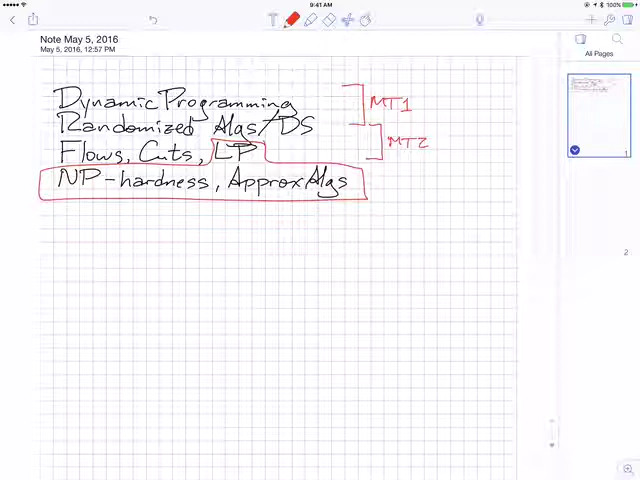 9:41 AM
100%
Note May 5, 2016
May 5, 2016, 12:57 PM
All Pages
Dynamic Programming
Randomized Algs/DS
Flows, Cuts, LP
NP-hardness, Approx Algs
MT1
MT2
1
2